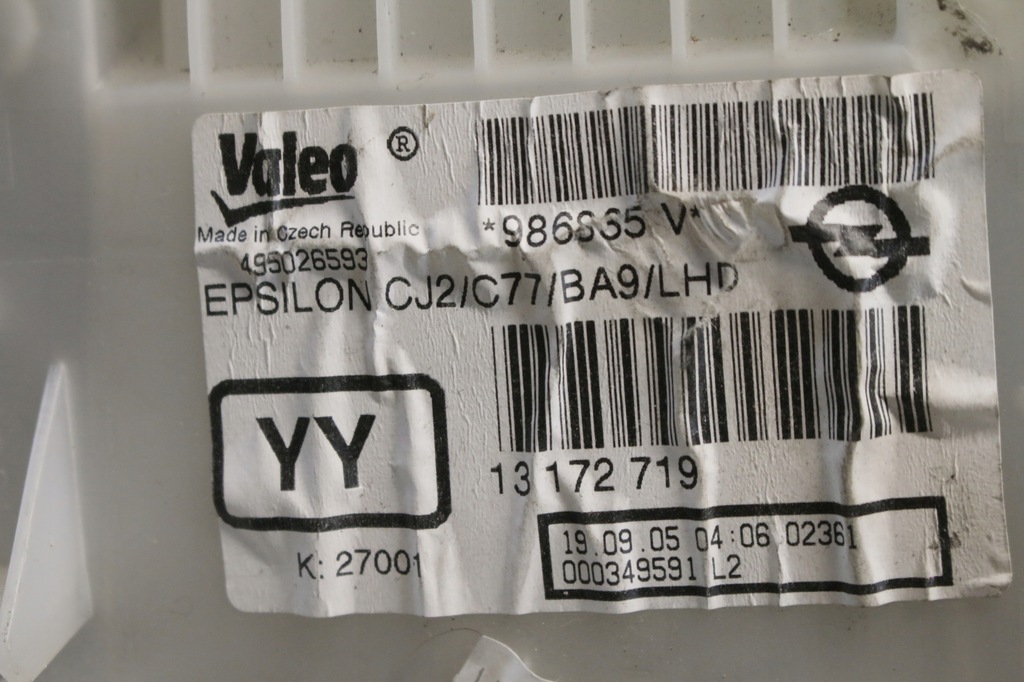 Valeo ®
Made in Czech Republic
495026593
V*
EPSILON CJ2/C77/BA9/LHD
YY
13 172 719
K: 27001
19.09.05 04:06 02361
000349591 L2